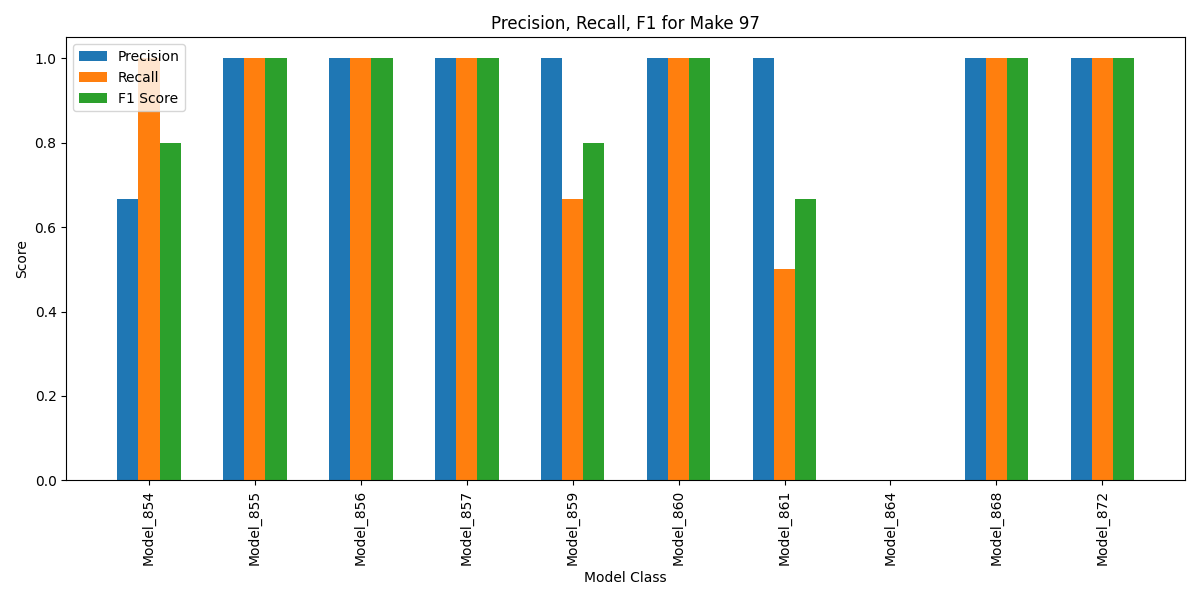 Precision, Recall, F1 for Make 97
Precision
Recall
F1 Score
1.0
0.8
0.6
0.4
0.2
0.0
Score
Model_854
Model_855
Model_856
Model_857
Model_859
Model_860
Model_861
Model_864
Model_868
Model_872
Model Class